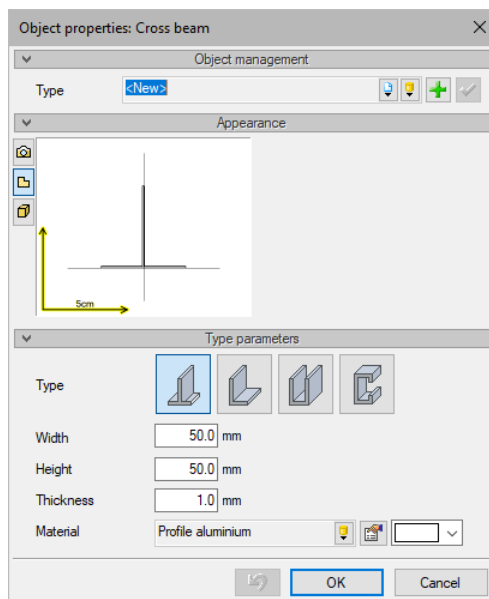 Object properties: Cross beam
Object management
Type <New>
Appearance
5cm
Type parameters
Type
Width 50.0 mm
Height 50.0 mm
Thickness 1.0 mm
Material Profile aluminium
OK Cancel